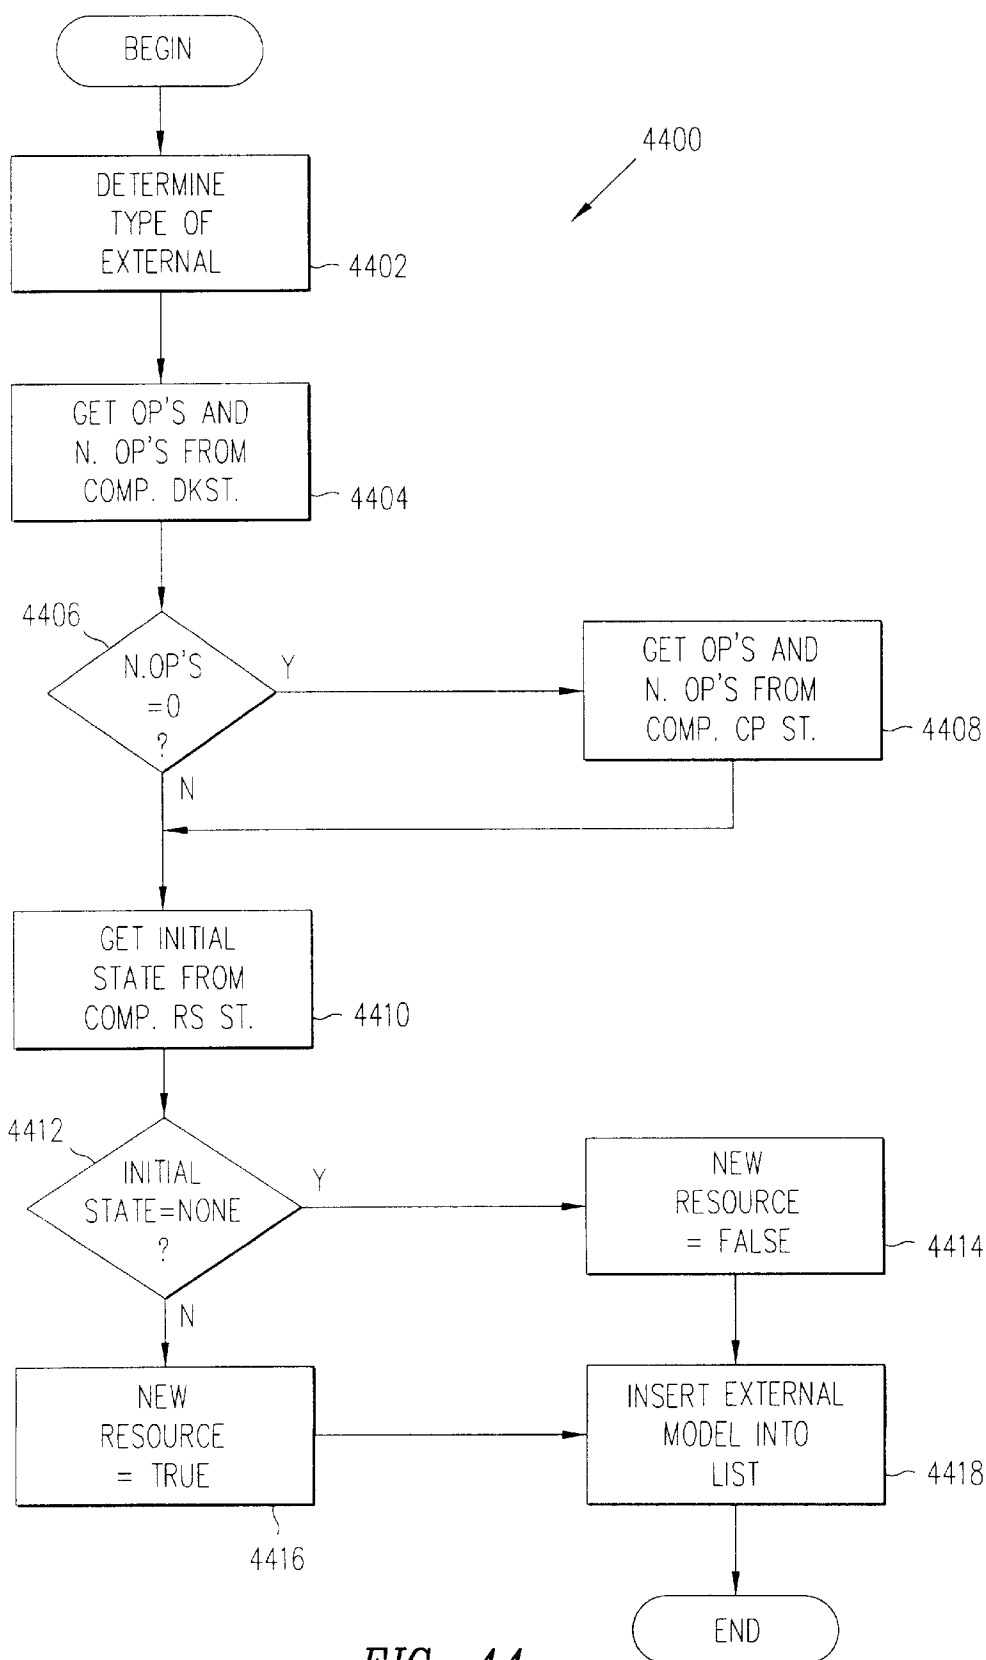 BEGIN
4400
DETERMINE
TYPE OF
EXTERNAL
4402
GET OP'S AND
N. OP'S FROM
COMP. DKST.
4404
4406
N.OP'S
=0
?
Y
N
GET OP'S AND
N. OP'S FROM
COMP. CP ST.
4408
GET INITIAL
STATE FROM
COMP. RS ST.
4410
4412
INITIAL
STATE=NONE
?
Y
N
NEW
RESOURCE
= FALSE
4414
NEW
RESOURCE
= TRUE
4416
INSERT EXTERNAL
MODEL INTO
LIST
4418
END
FIG. 44